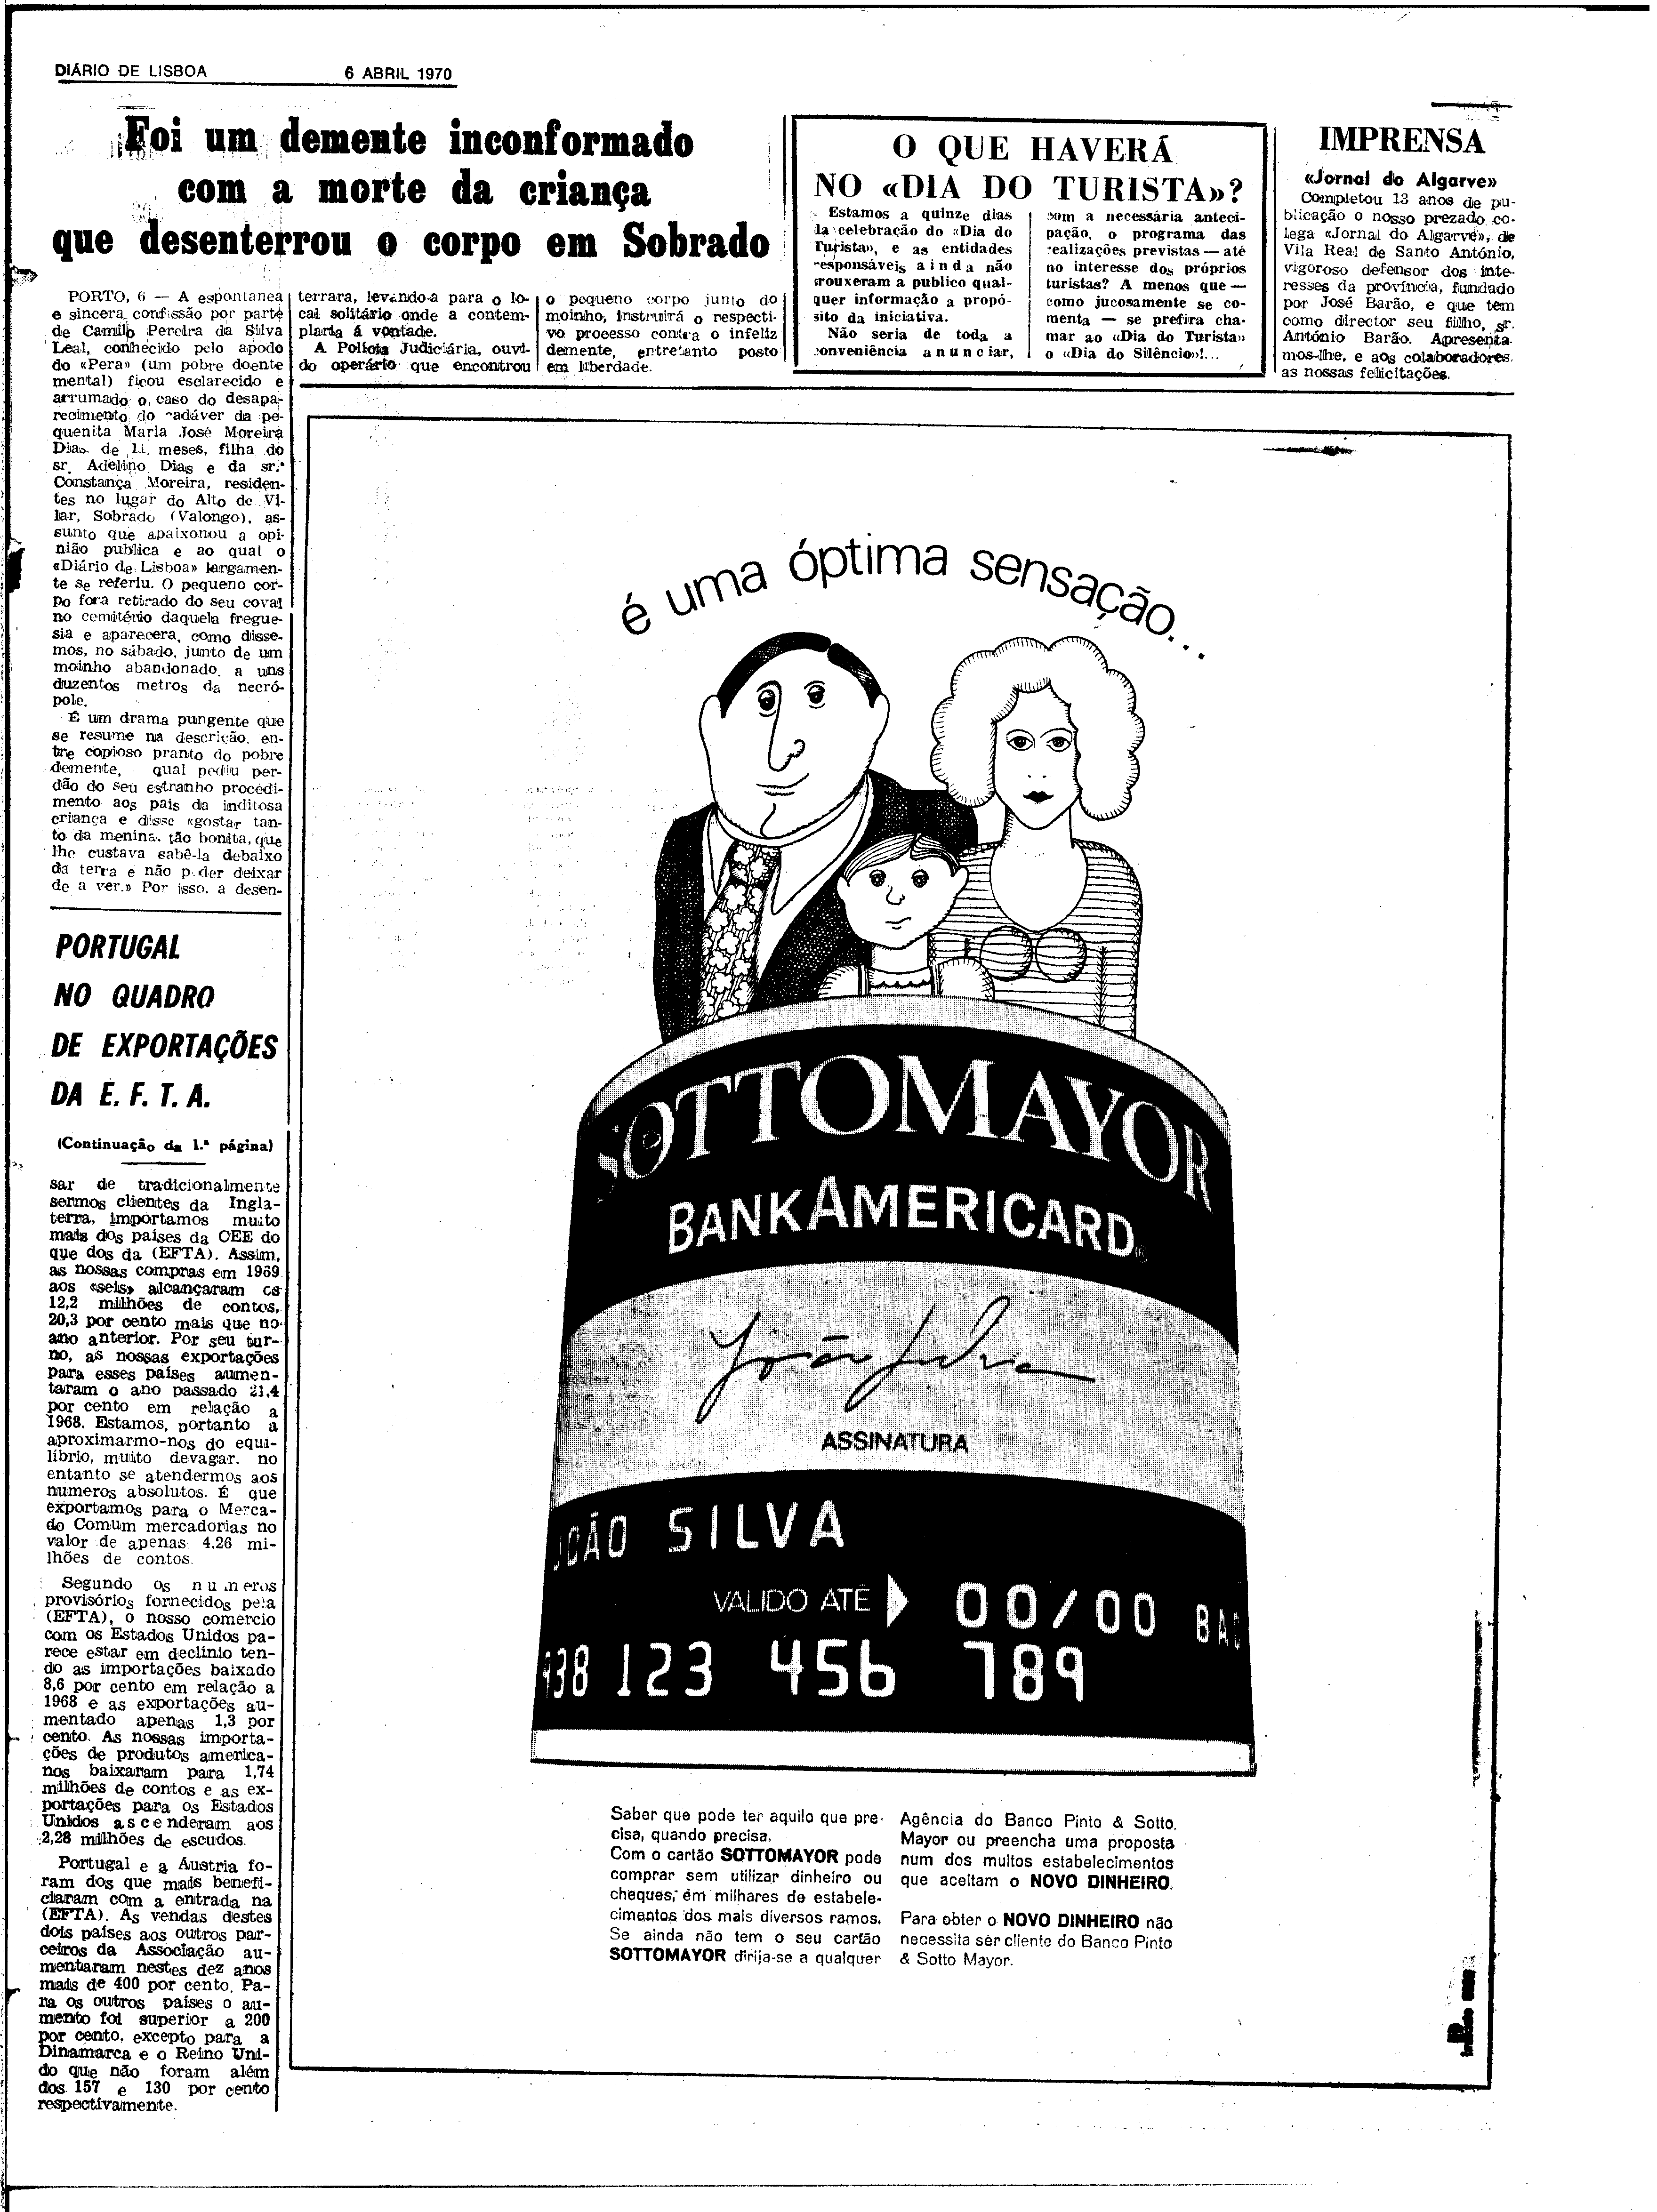 DIÁRIO DE LISBOA
6 ABRIL 1970
Foi um demente inconformado
com a morte da criança
que desenterrou o corpo em Sobrado
PORTO, 6 — A espontanea
e sincera confissão por parte
de Camilo Pereira da Silva
Leal, conhecido pelo apodo
do «Pera» (um pobre doente
mental) ficou esclarecido e
arrumado o caso do desapa-
recimento do cadáver da pe-
quenita Maria José Moreira
Dias, de 11 meses, filha do
sr. Adelino Dias e da sr.ª
Constança Moreira, residen-
tes no lugar do Alto de Vi-
lar, Sobrado (Valongo), as-
sunto que apaixonou a opi-
nião publica e ao qual o
«Diário de Lisboa» largamen-
te se referiu. O pequeno cor-
po fora retirado do seu coval
no cemitério daquela fregue-
sia e aparecera, como disse-
mos, no sábado, junto de um
moinho abandonado, a uns
duzentos metros da necró-
pole.
É um drama pungente que
se resume na descrição, en-
tre copioso pranto do pobre
demente, qual pediu per-
dão do seu estranho procedi-
mento aos pais da inditosa
criança e disse «gostar tan-
to da menina, tão bonita, que
lhe custava sabê-la debaixo
da terra e não poder deixar
de a ver.» Por isso, a desen-
terrara, levando-a para o lo-
cal solitário onde a contem-
plaria á vontade.
A Polícia Judiciária, ouvi-
do operário que encontrou
o pequeno corpo junto do
moinho, instruirá o respecti-
vo processo contra o infeliz
demente, entretanto posto
em liberdade.
O QUE HAVERÁ
NO «DIA DO TURISTA»?
Estamos a quinze dias
da celebração do «Dia do
Turista», e as entidades
responsáveis ainda não
trouxeram a publico qual-
quer informação a propó-
sito da iniciativa.
Não seria de toda a
conveniência anunciar,
com a necessária anteci-
pação, o programa das
realizações previstas — até
no interesse dos próprios
turistas? A menos que —
como jucosamente se co-
menta — se prefira cha-
mar ao «Dia do Turista»
o «Dia do Silêncio»!...
IMPRENSA
«Jornal do Algarve»
Completou 13 anos de pu-
blicação o nosso prezado co-
lega «Jornal do Algarve», de
Vila Real de Santo António,
vigoroso defensor dos inte-
resses da província, fundado
por José Barão, e que tem
como director seu filho, sr.
António Barão. Apresenta-
mos-lhe, e aos colaboradores,
as nossas felicitações.
PORTUGAL
NO QUADRO
DE EXPORTAÇÕES
DA E. F. T. A.
(Continuação da 1.ª página)
sar de tradicionalmente
sermos clientes da Ingla-
terra, importamos muito
mais dos países da CEE do
que dos da (EFTA). Assim,
as nossas compras em 1969
aos «seis» alcançaram os
12,2 milhões de contos,
20,3 por cento mais que no
ano anterior. Por seu tur-
no, as nossas exportações
para esses países aumen-
taram o ano passado 21,4
por cento em relação a
1968. Estamos, portanto a
aproximarmo-nos do equi-
líbrio, muito devagar, no
entanto se atendermos aos
numeros absolutos. É que
exportamos para o Merca-
do Comum mercadorias no
valor de apenas 4,26 mi-
lhões de contos.
Segundo os numeros
provisórios fornecidos pela
(EFTA), o nosso comercio
com os Estados Unidos pa-
rece estar em declinio ten-
do as importações baixado
8,6 por cento em relação a
1968 e as exportações au-
mentado apenas 1,3 por
cento. As nossas importa-
ções de produtos america-
nos baixaram para 1,74
milhões de contos e as ex-
portações para os Estados
Unidos ascenderam aos
2,28 milhões de escudos.
Portugal e a Áustria fo-
ram dos que mais benefi-
ciaram com a entrada na
(EFTA). As vendas destes
dois países aos outros par-
ceiros da Associação au-
mentaram nestes dez anos
mais de 400 por cento. Pa-
ra os outros países o au-
mento foi superior a 200
por cento, excepto para a
Dinamarca e o Reino Uni-
do que não foram além
dos 157 e 130 por cento
respectivamente.
é uma óptima sensação...
SOTTOMAYOR
BANKAMERICARD®
João Silva
ASSINATURA
JOÃO SILVA
VALIDO ATÉ 00/00 BAC
938 123 456 789
Saber que pode ter aquilo que pre-
cisa, quando precisa.
Com o cartão SOTTOMAYOR pode
comprar sem utilizar dinheiro ou
cheques, em milhares de estabele-
cimentos dos mais diversos ramos.
Se ainda não tem o seu cartão
SOTTOMAYOR dirija-se a qualquer
Agência do Banco Pinto & Sotto
Mayor ou preencha uma proposta
num dos muitos estabelecimentos
que aceitam o NOVO DINHEIRO.
Para obter o NOVO DINHEIRO não
necessita ser cliente do Banco Pinto
& Sotto Mayor.